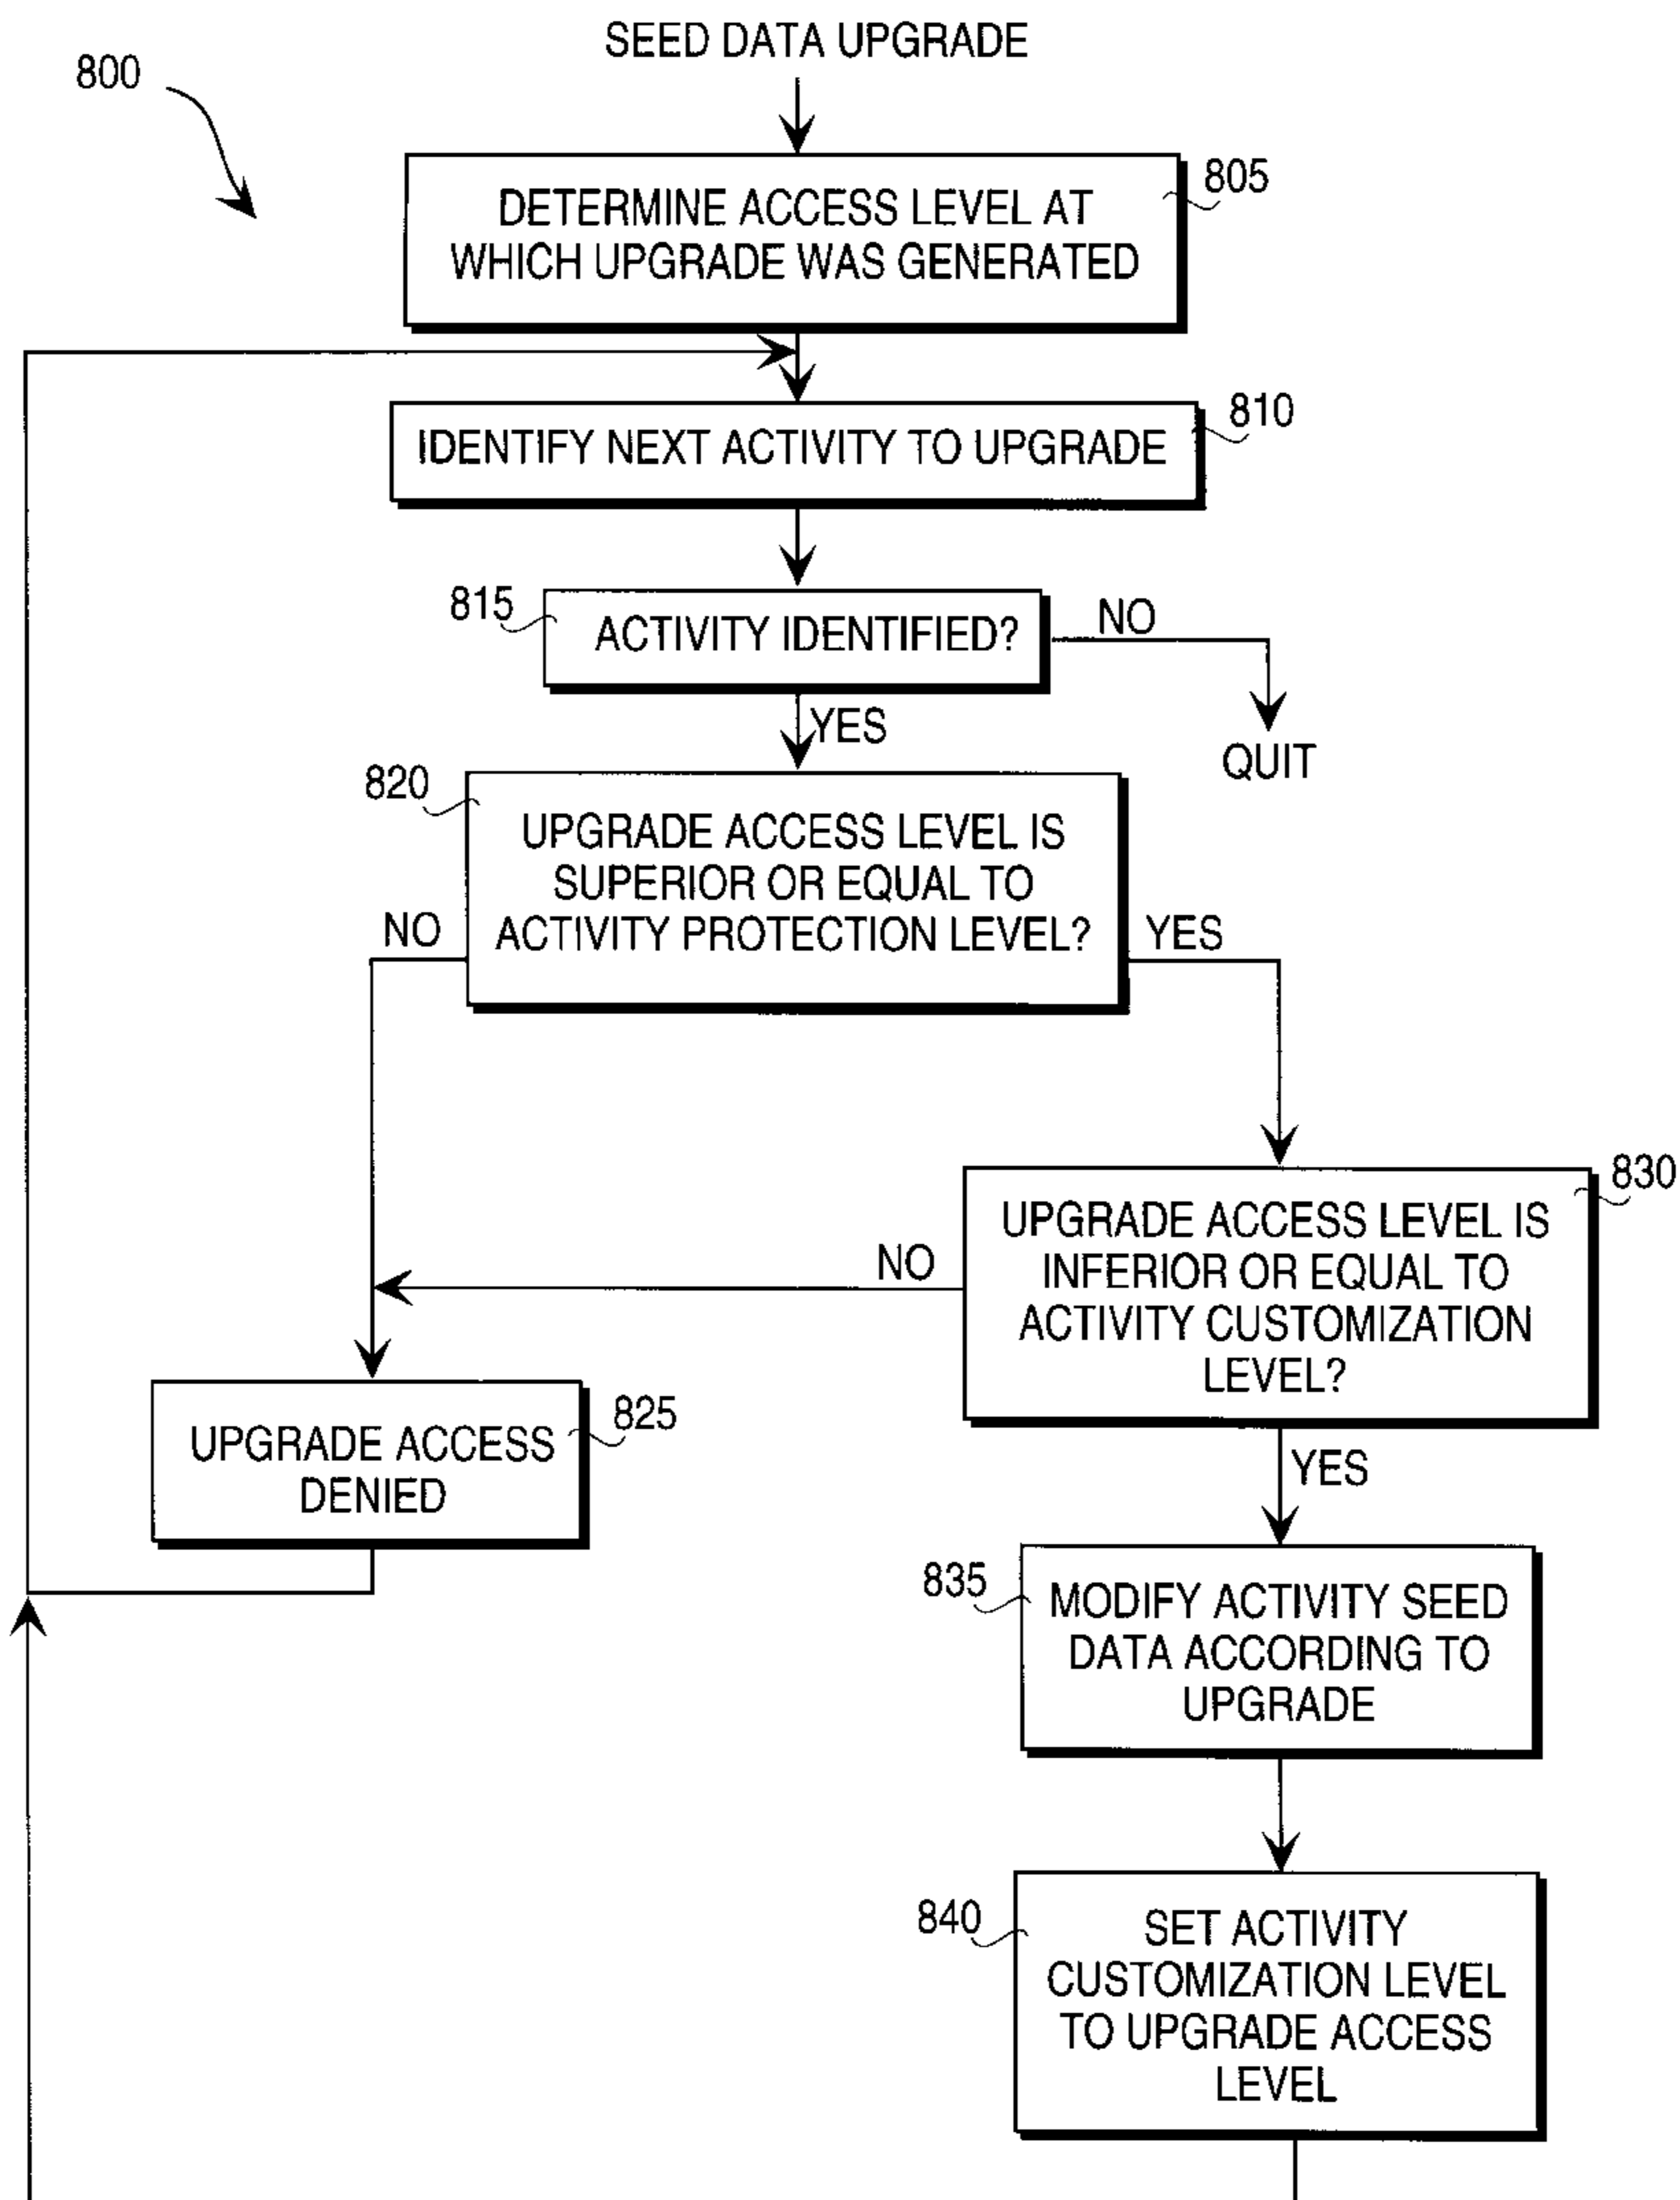 SEED DATA UPGRADE
800
DETERMINE ACCESS LEVEL AT
WHICH UPGRADE WAS GENERATED
805
IDENTIFY NEXT ACTIVITY TO UPGRADE
810
815
ACTIVITY IDENTIFIED?
NO
YES
QUIT
820
UPGRADE ACCESS LEVEL IS
SUPERIOR OR EQUAL TO
ACTIVITY PROTECTION LEVEL?
NO
YES
830
UPGRADE ACCESS LEVEL IS
INFERIOR OR EQUAL TO
ACTIVITY CUSTOMIZATION
LEVEL?
NO
YES
825
UPGRADE ACCESS
DENIED
835
MODIFY ACTIVITY SEED
DATA ACCORDING TO
UPGRADE
840
SET ACTIVITY
CUSTOMIZATION LEVEL
TO UPGRADE ACCESS
LEVEL